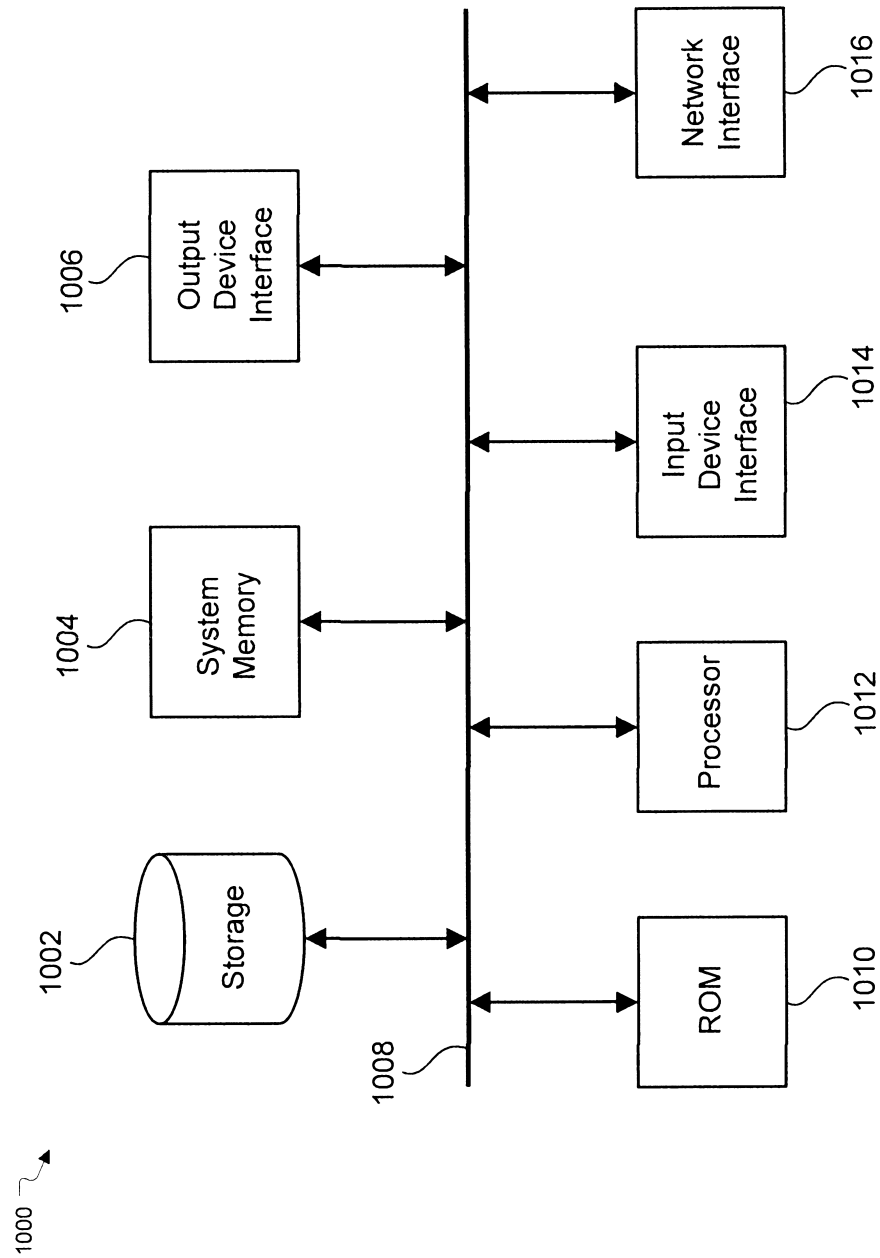 1000
1002
1004
1006
Storage
System
Memory
Output
Device
Interface
1008
ROM
Processor
Input
Device
Interface
Network
Interface
1010
1012
1014
1016